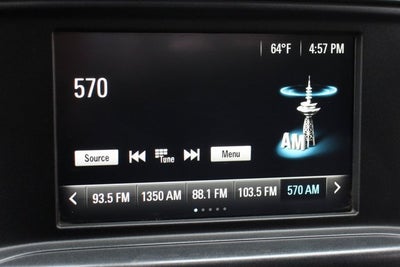 64°F 4:57 PM
570
AM
Source Tune Menu
93.5 FM 1350 AM 88.1 FM 103.5 FM 570 AM